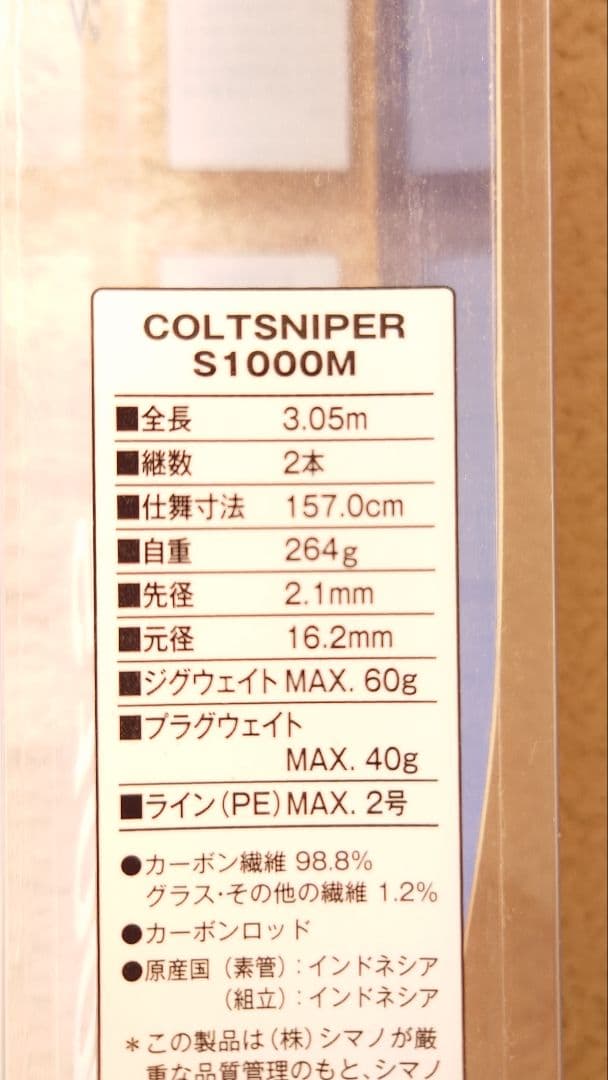 COLTSNIPER
S1000M
■全長 3.05m
■継数 2本
■仕舞寸法 157.0cm
■自重 264g
■先径 2.1mm
■元径 16.2mm
■ジグウェイト MAX. 60g
■プラグウェイト
MAX. 40g
■ライン(PE) MAX. 2号
●カーボン繊維 98.8%
グラス・その他の繊維 1.2%
●カーボンロッド
●原産国(素管):インドネシア
(組立):インドネシア
*この製品は(株)シマノが厳
重な品質管理のもと、シマノ